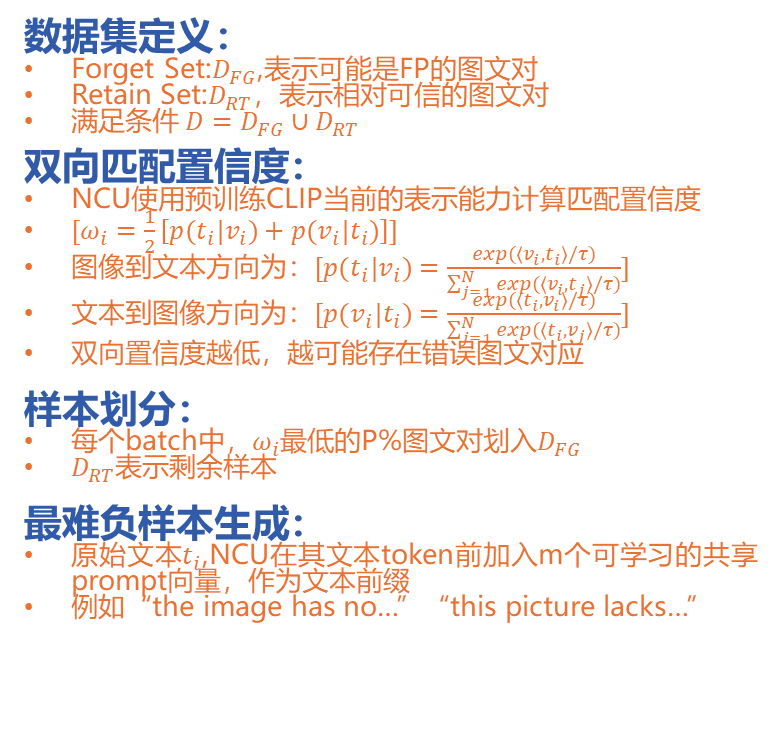 数据集定义：
• Forget Set:D_{FG},表示可能是FP的图文对
• Retain Set:D_{RT}，表示相对可信的图文对
• 满足条件 D = D_{FG} ∪ D_{RT}
双向匹配置信度：
• NCU使用预训练CLIP当前的表示能力计算匹配置信度
• [ω_i = \frac{1}{2}[p(t_i|v_i) + p(v_i|t_i)]]
• 图像到文本方向为：[p(t_i|v_i) = \frac{exp(⟨v_i,t_i⟩/τ)}{∑_{j=1}^{N} exp(⟨v_i,t_j⟩/τ)}]
• 文本到图像方向为：[p(v_i|t_i) = \frac{exp(⟨t_i,v_i⟩/τ)}{∑_{j=1}^{N} exp(⟨t_i,v_j⟩/τ)}]
• 双向置信度越低，越可能存在错误图文对应
样本划分：
• 每个batch中，ω_i最低的P%图文对划入D_{FG}
• D_{RT}表示剩余样本
最难负样本生成：
• 原始文本t_i,NCU在其文本token前加入m个可学习的共享
prompt向量，作为文本前缀
• 例如“the image has no…” “this picture lacks…”